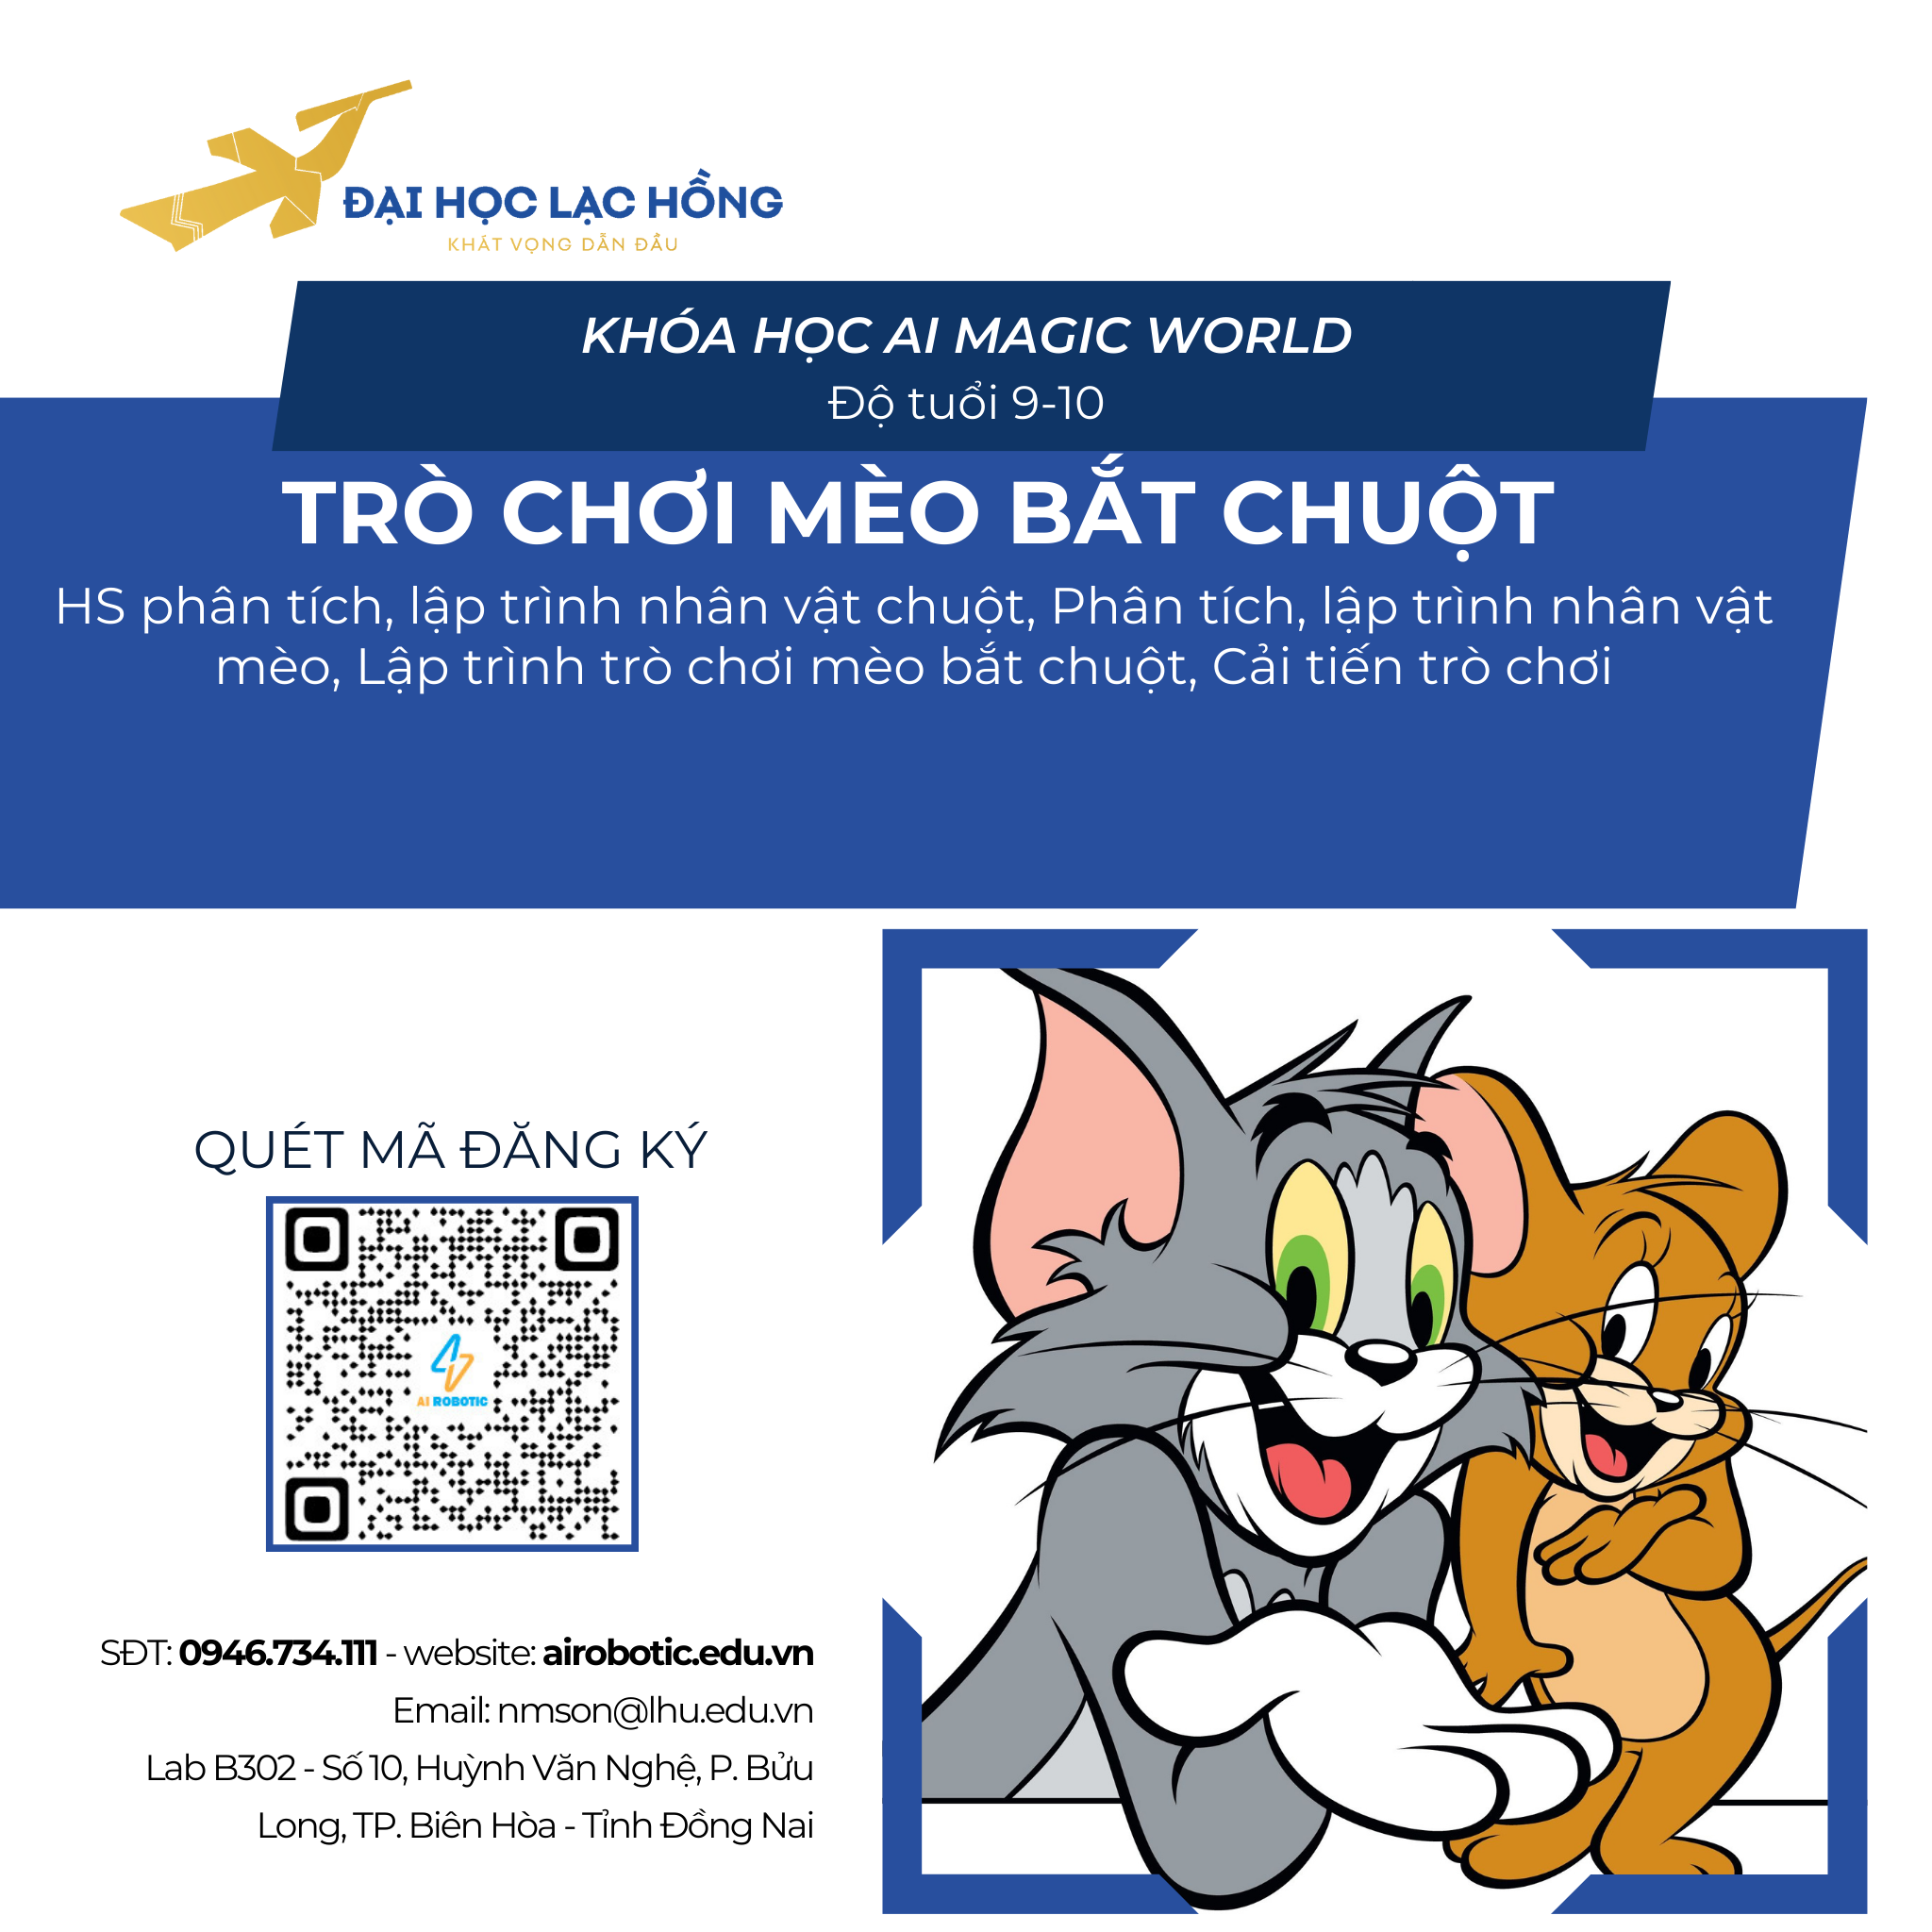 ĐẠI HỌC LẠC HỒNG
KHÁT VỌNG DẪN ĐẦU
KHÓA HỌC AI MAGIC WORLD
Độ tuổi 9-10
TRÒ CHƠI MÈO BẮT CHUỘT
HS phân tích, lập trình nhân vật chuột, Phân tích, lập trình nhân vật
mèo, Lập trình trò chơi mèo bắt chuột, Cải tiến trò chơi
QUÉT MÃ ĐĂNG KÝ
AI ROBOTIC
SĐT: 0946.734.111 - website: airobotic.edu.vn
Email: nmson@lhu.edu.vn
Lab B302 - Số 10, Huỳnh Văn Nghệ, P. Bửu
Long, TP. Biên Hòa - Tỉnh Đồng Nai